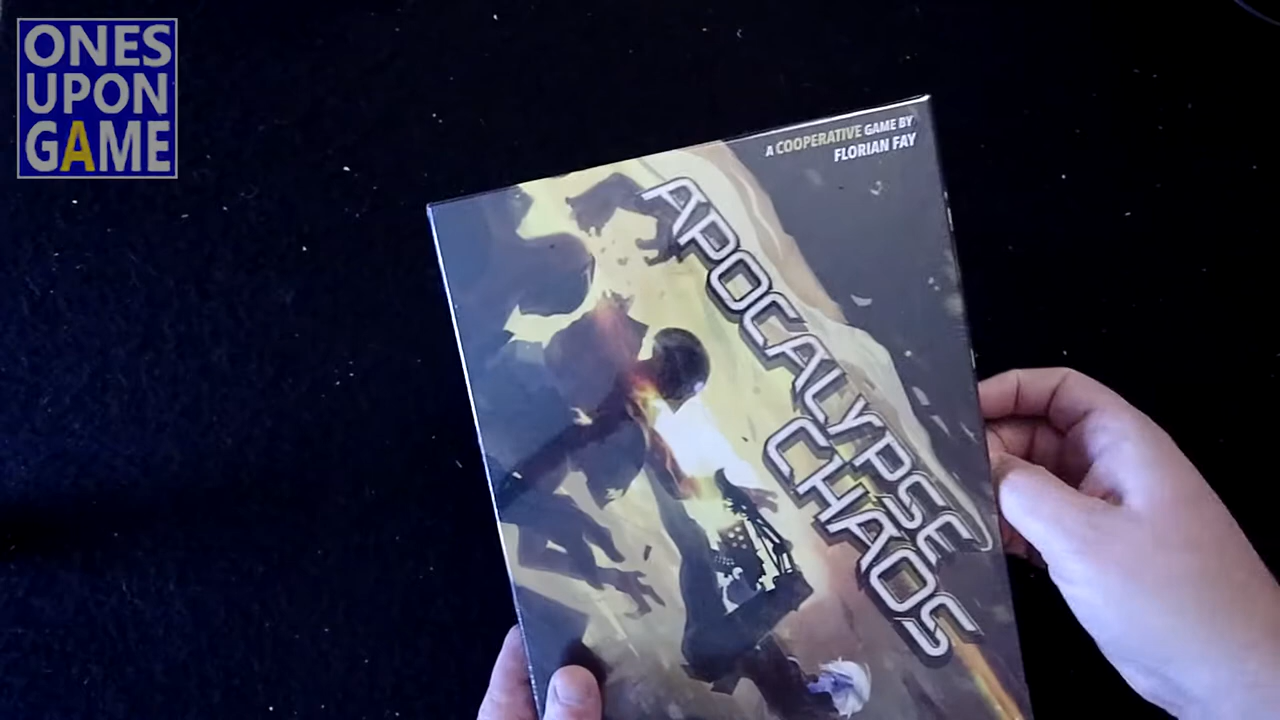 ONES
UPON
GAME
A COOPERATIVE GAME BY
FLORIAN FAY
APOCALYPSE
CHAOS